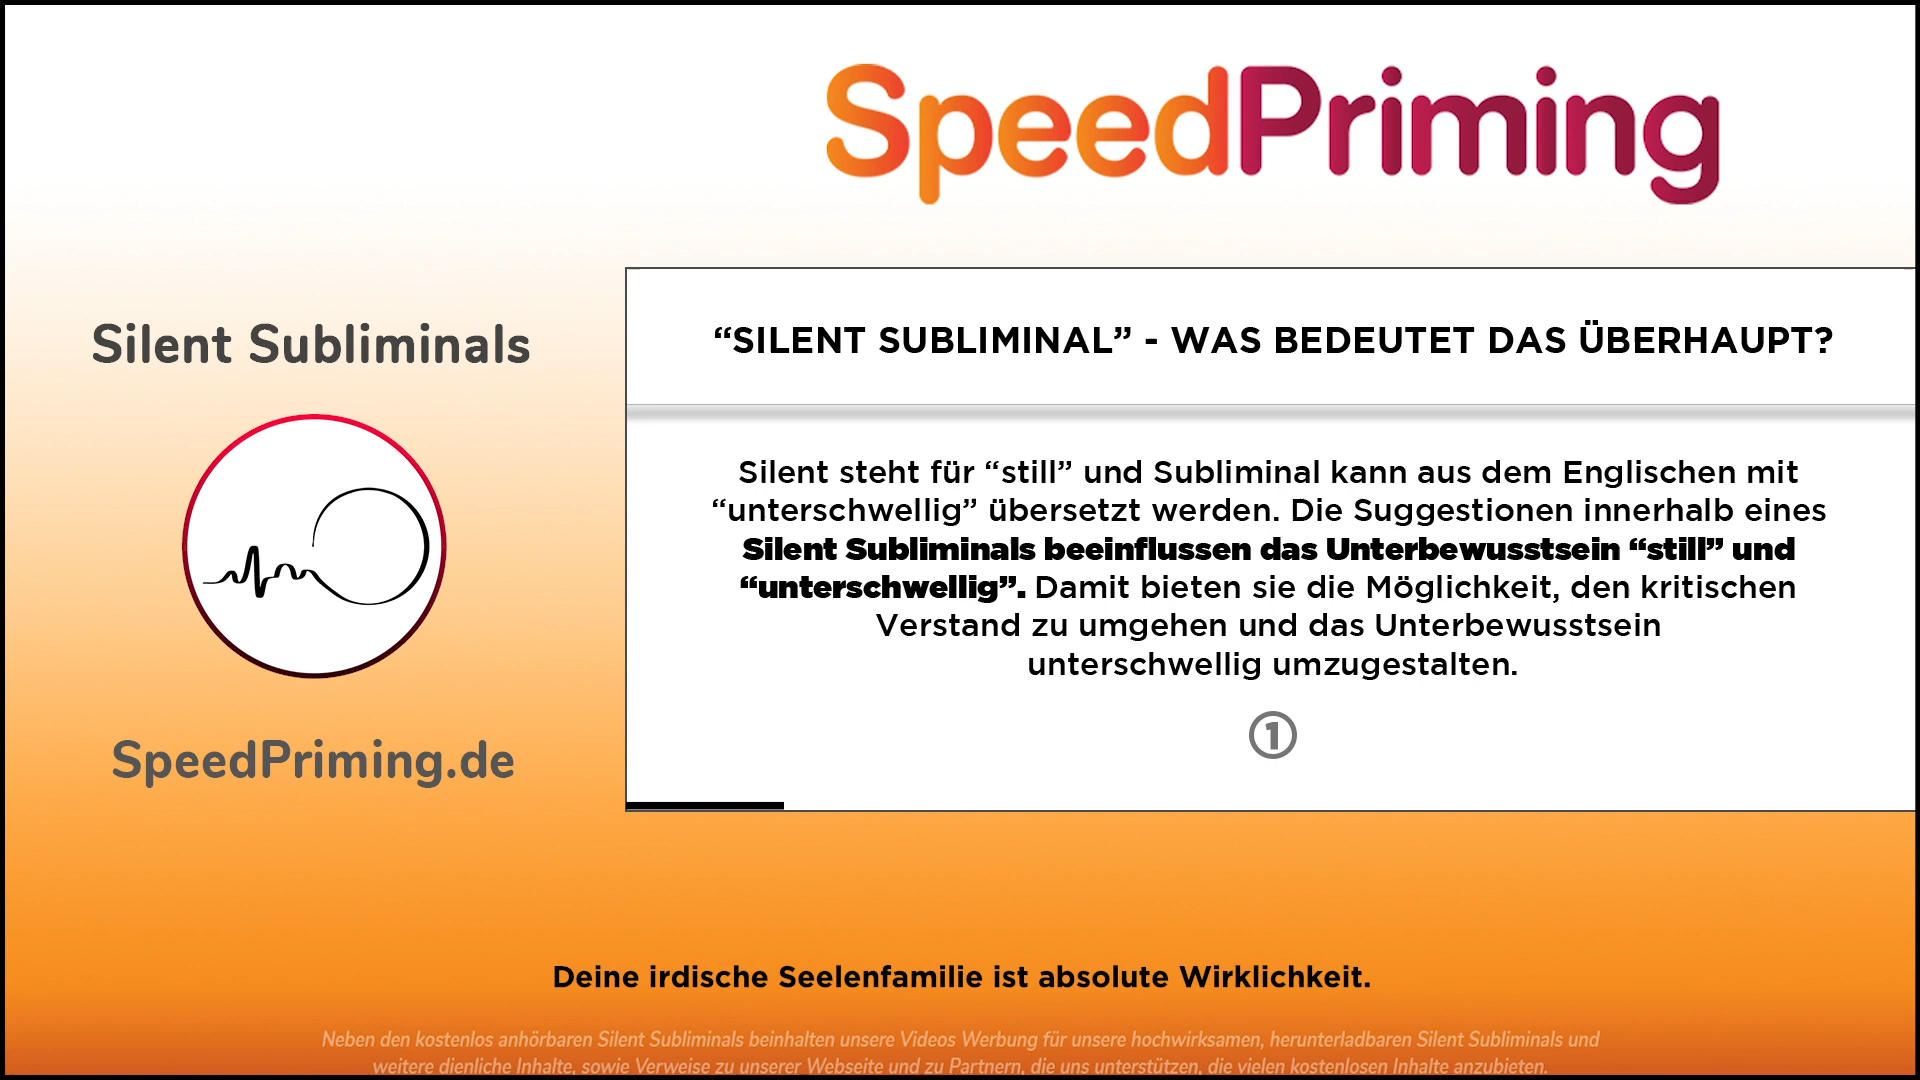 SpeedPriming
Silent Subliminals
SpeedPriming.de
“SILENT SUBLIMINAL” - WAS BEDEUTET DAS ÜBERHAUPT?
Silent steht für “still” und Subliminal kann aus dem Englischen mit
“unterschwellig” übersetzt werden. Die Suggestionen innerhalb eines
Silent Subliminals beeinflussen das Unterbewusstsein “still” und
“unterschwellig”. Damit bieten sie die Möglichkeit, den kritischen
Verstand zu umgehen und das Unterbewusstsein
unterschwellig umzugestalten.
1
Deine irdische Seelenfamilie ist absolute Wirklichkeit.
Neben den kostenlos anhörbaren Silent Subliminals beinhalten unsere Videos Werbung für unsere hochwirksamen, herunterladbaren Silent Subliminals und
weitere dienliche Inhalte, sowie Verweise zu unserer Webseite und zu Partnern, die uns unterstützen, die vielen kostenlosen Inhalte anzubieten.